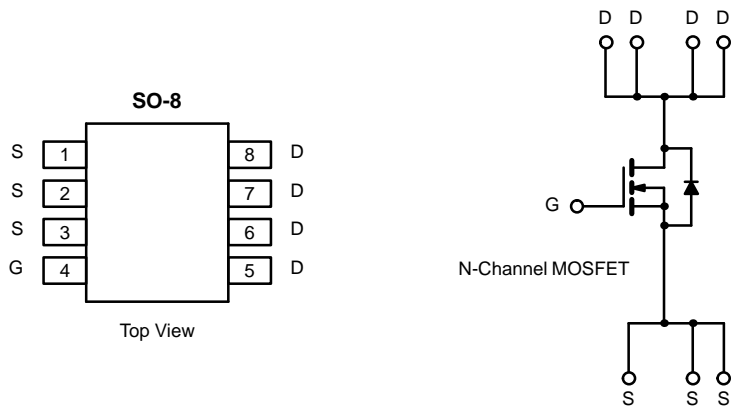 D D D D
SO-8
S 1 8 D
S 2 7 D
S 3 6 D
G 4 5 D
Top View
G
N-Channel MOSFET
S S S